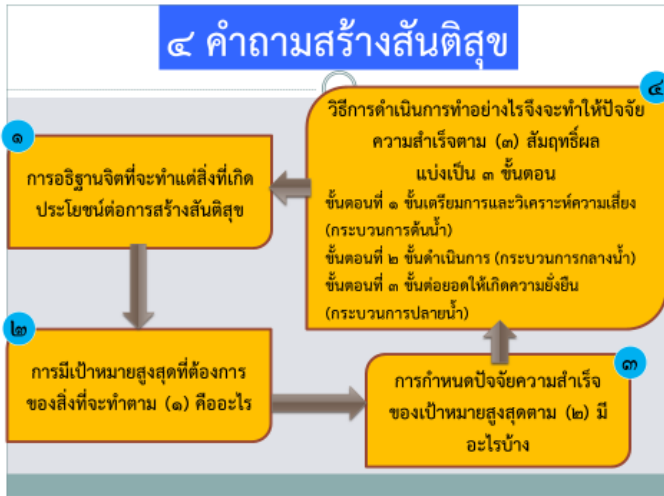 ๔ คำถามสร้างสันติสุข
๑
การอธิฐานจิตที่จะทำแต่สิ่งที่เกิด
ประโยชน์ต่อการสร้างสันติสุข
๒
การมีเป้าหมายสูงสุดที่ต้องการ
ของสิ่งที่จะทำตาม (๑) คืออะไร
๓
การกำหนดปัจจัยความสำเร็จ
ของเป้าหมายสูงสุดตาม (๒) มี
อะไรบ้าง
๔
วิธีการดำเนินการทำอย่างไรจึงจะทำให้ปัจจัย
ความสำเร็จตาม (๓) สัมฤทธิ์ผล
แบ่งเป็น ๓ ขั้นตอน
ขั้นตอนที่ ๑ ขั้นเตรียมการและวิเคราะห์ความเสี่ยง
(กระบวนการต้นน้ำ)
ขั้นตอนที่ ๒ ขั้นดำเนินการ (กระบวนการกลางน้ำ)
ขั้นตอนที่ ๓ ขั้นต่อยอดให้เกิดความยั่งยืน
(กระบวนการปลายน้ำ)